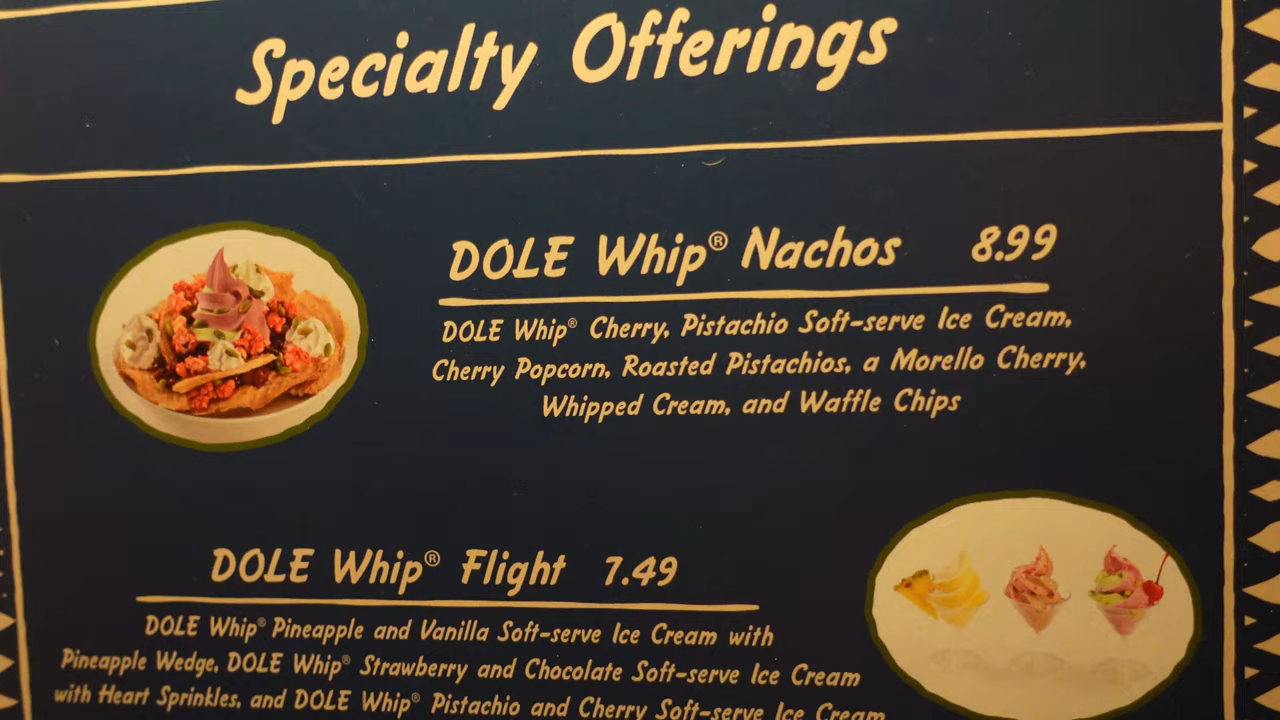 Specialty Offerings
DOLE Whip® Nachos 8.99
DOLE Whip® Cherry, Pistachio Soft-serve Ice Cream,
Cherry Popcorn, Roasted Pistachios, a Morello Cherry,
Whipped Cream, and Waffle Chips
DOLE Whip® Flight 7.49
DOLE Whip® Pineapple and Vanilla Soft-serve Ice Cream with
Pineapple Wedge, DOLE Whip® Strawberry and Chocolate Soft-serve Ice Cream
with Heart Sprinkles, and DOLE Whip® Pistachio and Cherry Soft-serve Ice Cream